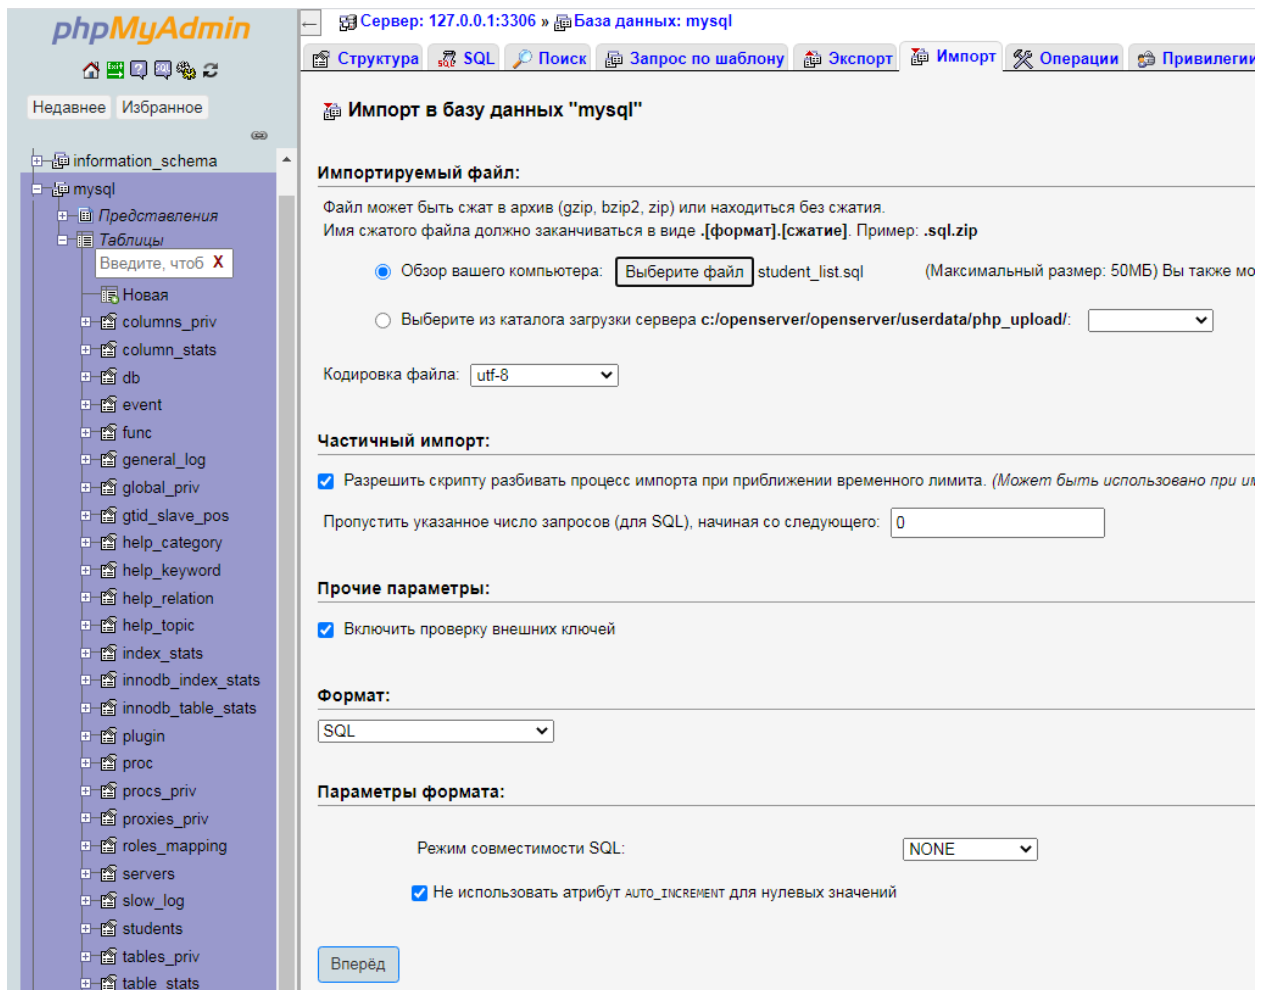 phpMyAdmin
Недавнее Избранное
information_schema
mysql
Представления
Таблицы
Введите, чтоб X
Новая
columns_priv
column_stats
db
event
func
general_log
global_priv
gtid_slave_pos
help_category
help_keyword
help_relation
help_topic
index_stats
innodb_index_stats
innodb_table_stats
plugin
proc
procs_priv
proxies_priv
roles_mapping
servers
slow_log
students
tables_priv
table_stats
Сервер: 127.0.0.1:3306 » База данных: mysql
Структура SQL Поиск Запрос по шаблону Экспорт Импорт Операции Привилегии
Импорт в базу данных "mysql"
Импортируемый файл:
Файл может быть сжат в архив (gzip, bzip2, zip) или находиться без сжатия.
Имя сжатого файла должно заканчиваться в виде .[формат].[сжатие]. Пример: .sql.zip
Обзор вашего компьютера: Выберите файл student_list.sql (Максимальный размер: 50МБ) Вы также мо
Выберите из каталога загрузки сервера c:/openserver/openserver/userdata/php_upload/:
Кодировка файла: utf-8
Частичный импорт:
Разрешить скрипту разбивать процесс импорта при приближении временного лимита. (Может быть использовано при им
Пропустить указанное число запросов (для SQL), начиная со следующего: 0
Прочие параметры:
Включить проверку внешних ключей
Формат:
SQL
Параметры формата:
Режим совместимости SQL: NONE
Не использовать атрибут AUTO_INCREMENT для нулевых значений
Вперёд